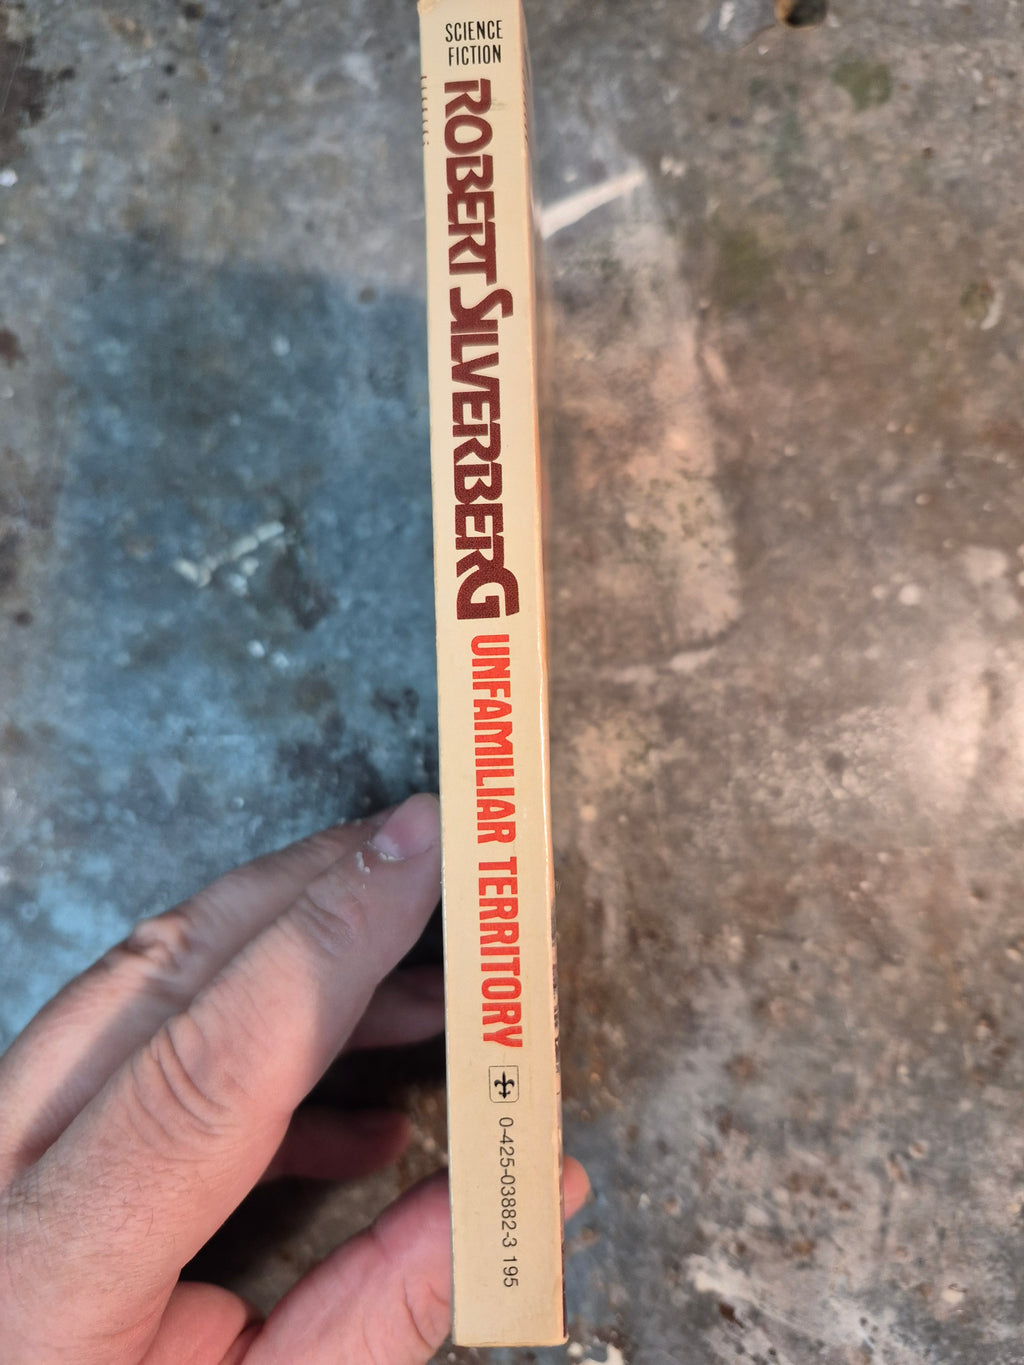 SCIENCE
FICTION
ROBERT SILVERBERG
UNFAMILIAR TERRITORY
0-425-03882-3 195